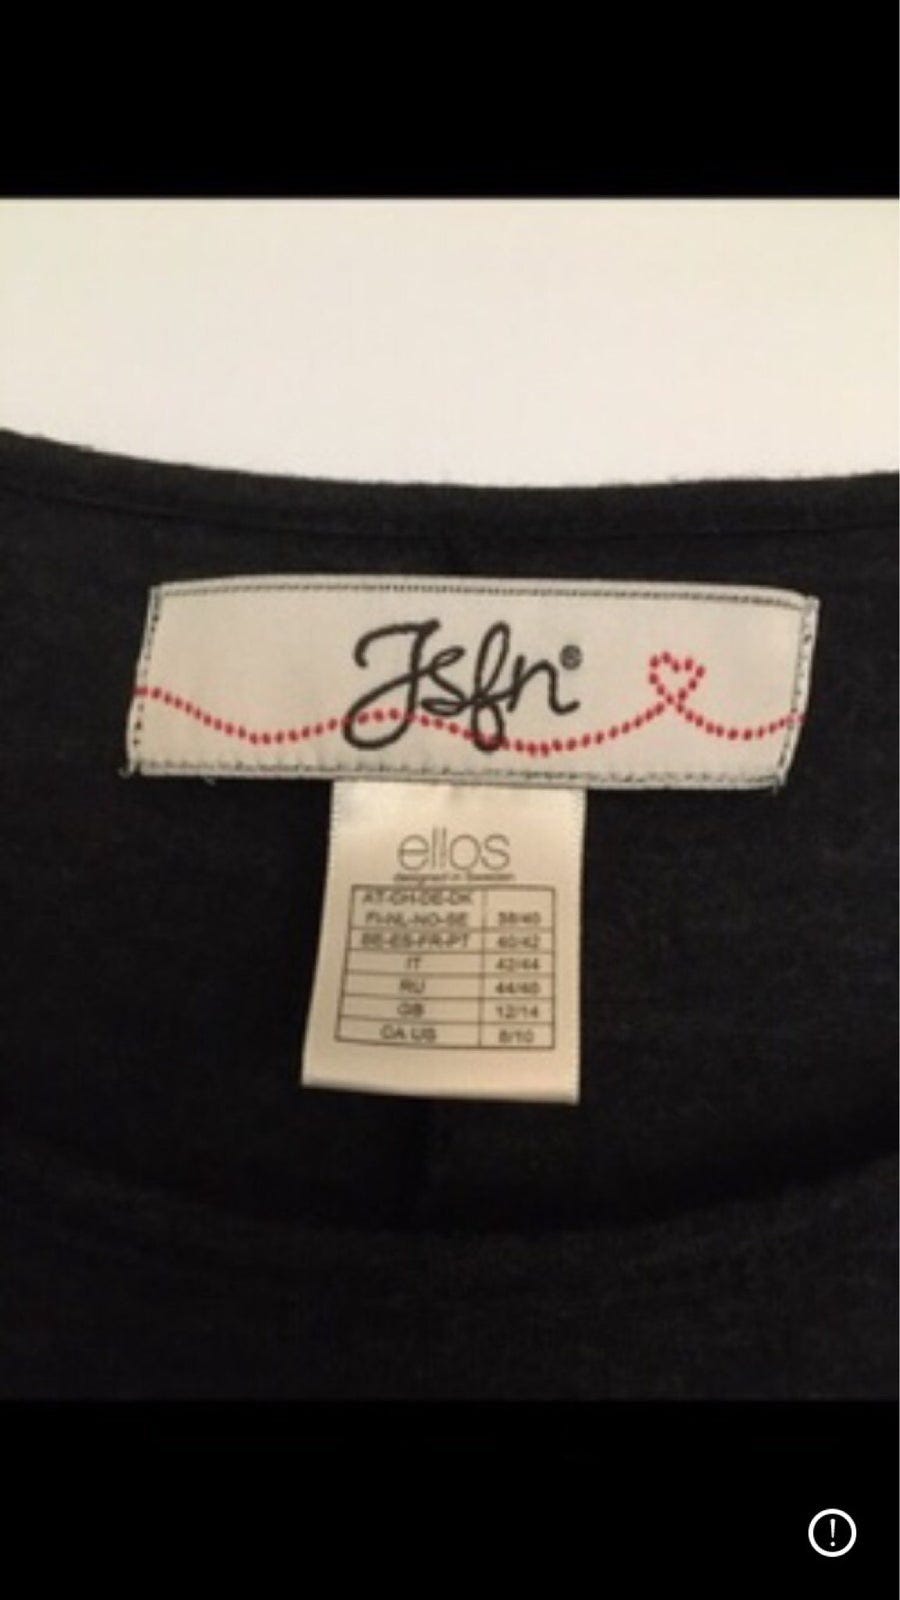 Jsfn®
ellos
designed in Sweden
AT-CH-DE-DK
FI-NL-NO-SE 38/40
BE-ES-FR-PT 40/42
IT 42/44
RU 44/46
GB 12/14
CA US 8/10